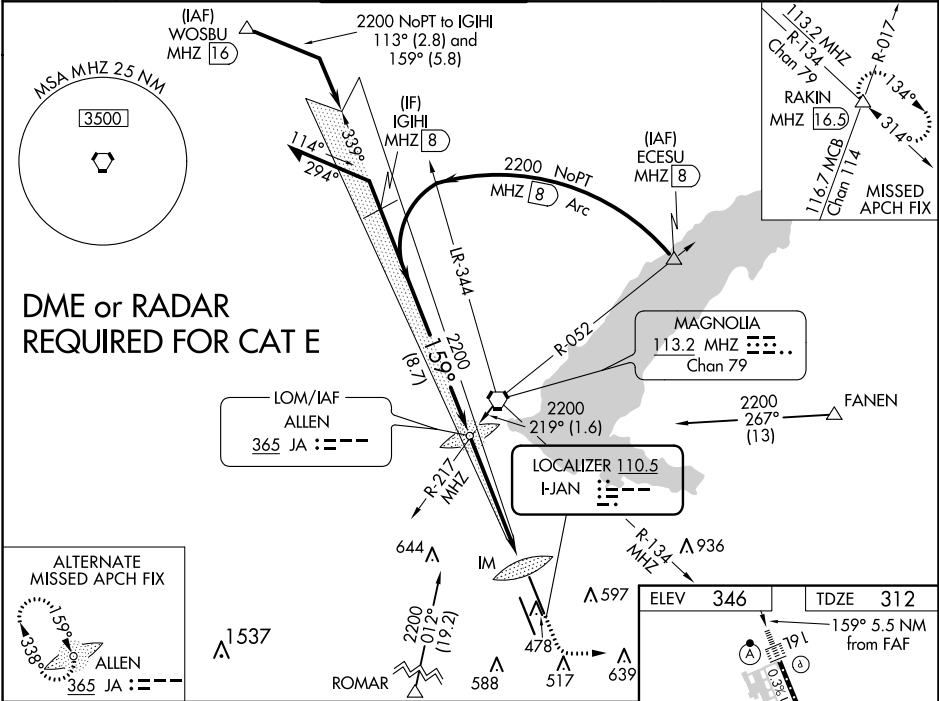 (IAF)
WOSBU
MHZ 16
2200 NoPT to IGIHI
113° (2.8) and
159° (5.8)
MSA MHZ 25 NM
3500
(IF)
IGIHI
MHZ 8
339°
114°
294°
2200 NoPT
MHZ 8 Arc
(IAF)
ECESU
MHZ 8
113.2 MHZ
R-134
Chan 79
R-017
RAKIN
MHZ 16.5
134°
314°
116.7 MCB
Chan 114
MISSED
APCH FIX
LR-344
R-052
DME or RADAR
REQUIRED FOR CAT E
2200
159°
(8.7)
MAGNOLIA
113.2 MHZ
Chan 79
LOM/IAF
ALLEN
365 JA
2200
219° (1.6)
2200
267°
(13)
FANEN
LOCALIZER 110.5
I-JAN
R-217
MHZ
R-134
MHZ
ALTERNATE
MISSED APCH FIX
159°
338°
ALLEN
365 JA
644
IM
936
597
1537
2200
012°
(19.2)
ROMAR
478
588
517
639
ELEV 346
TDZE 312
159° 5.5 NM
from FAF
16L
A
P
0.3%